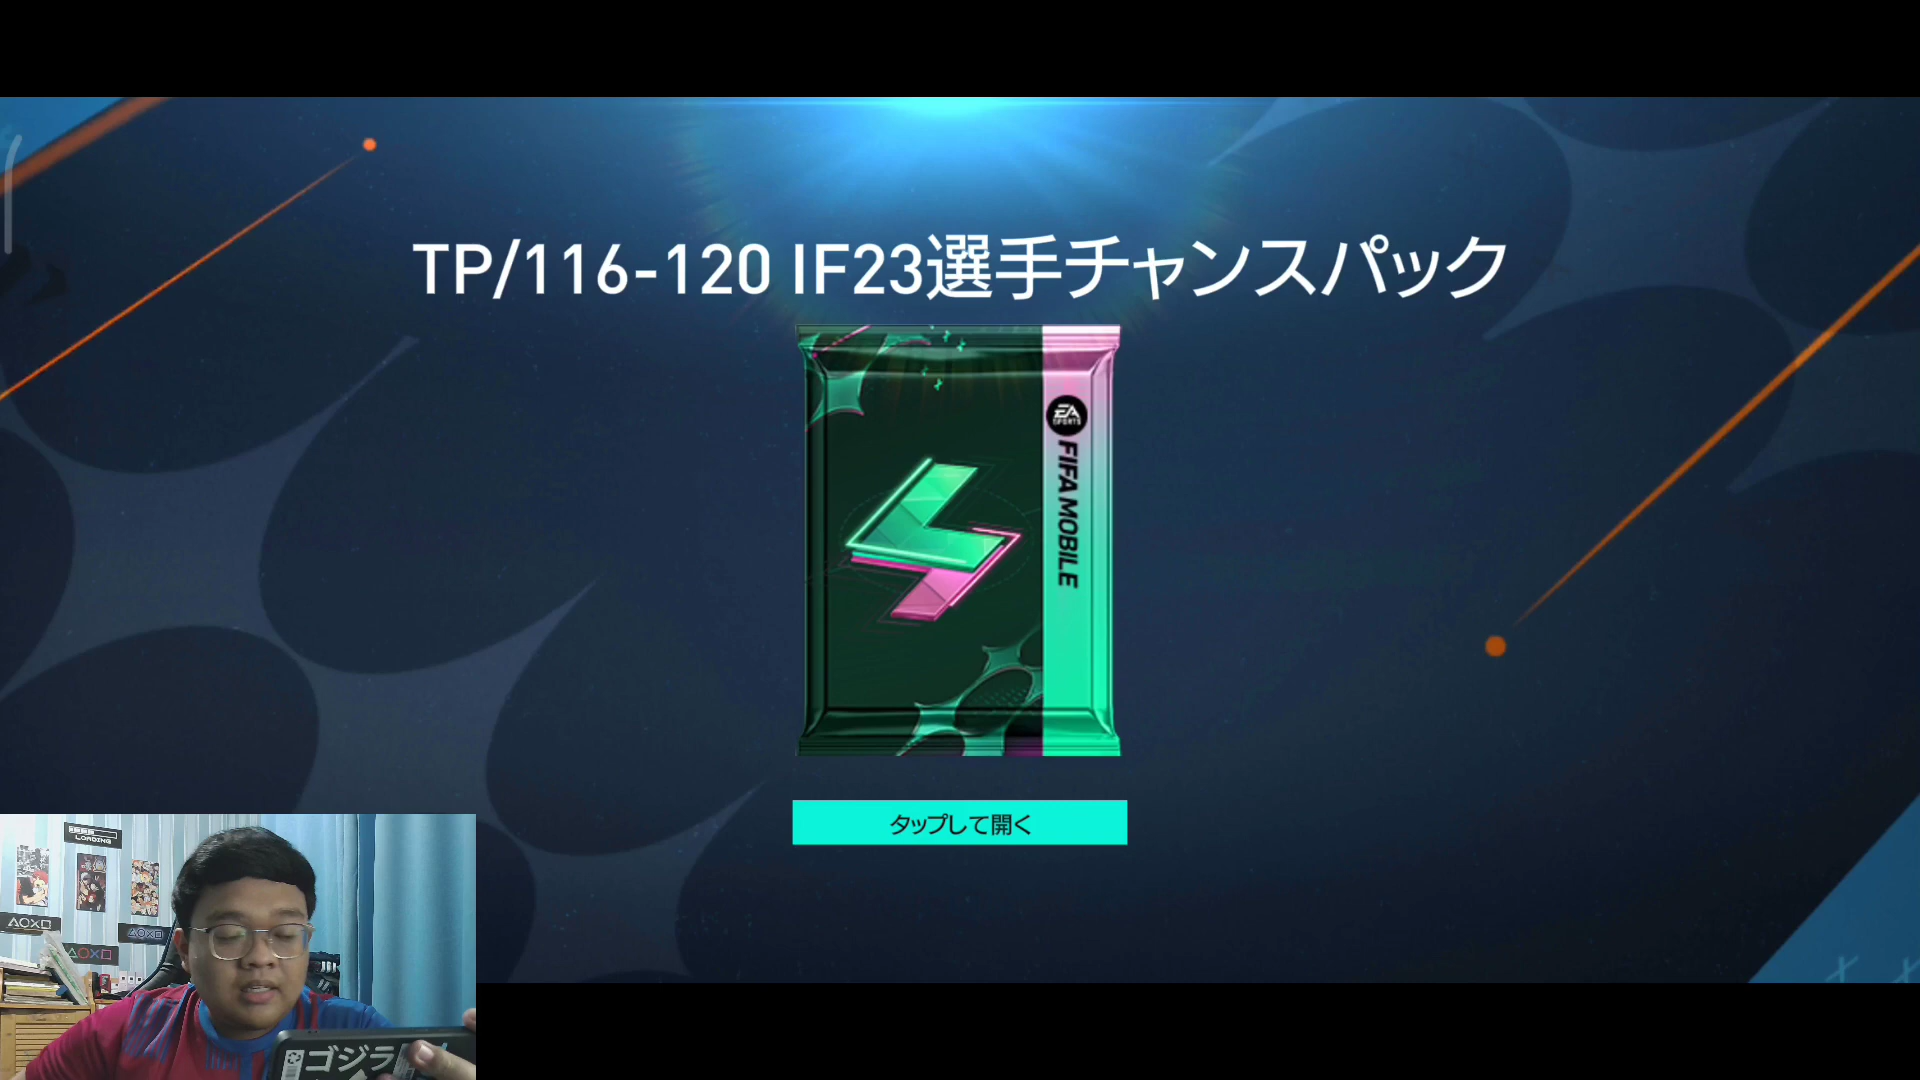 TP/116-120 IF23選手チャンスパック
EA
SPORTS
FIFA MOBILE
タップして開く
LOADING
ゴジラ